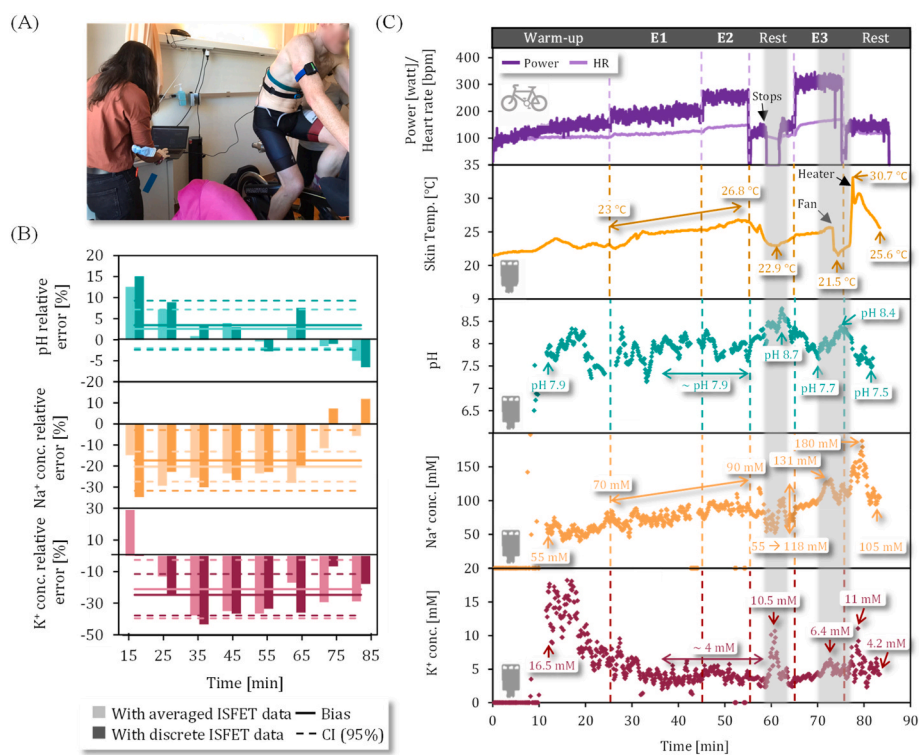 (A)
(B)
20
15
10
5
0
-5
-10
-20
pH relative
error [%]
10
0
-10
-20
-30
Na⁺ conc. relative
error [%]
30
10
-10
-30
-50
K⁺ conc. relative
error [%]
15 25 35 45 55 65 75 85
Time [min]
With averaged ISFET data
With discrete ISFET data
Bias
CI (95%)
(C)
Warm-up E1 E2 Rest E3 Rest
Power HR
Power [watt]/
Heart rate [bpm]
400
300
200
100
Stops
35
30
25
20
Skin Temp. [°C]
23 °C
26.8 °C
22.9 °C
Fan
Heater
21.5 °C
30.7 °C
25.6 °C
9
8.5
8
7.5
7
6.5
pH
pH 7.9
~ pH 7.9
pH 8.7
pH 7.7
pH 8.4
pH 7.5
150
100
50
Na⁺ conc. [mM]
55 mM
70 mM
90 mM
131 mM
180 mM
55 → 118 mM
105 mM
20
15
10
5
0
K⁺ conc. [mM]
16.5 mM
~ 4 mM
10.5 mM
6.4 mM
11 mM
4.2 mM
0 10 20 30 40 50 60 70 80 90
Time [min]